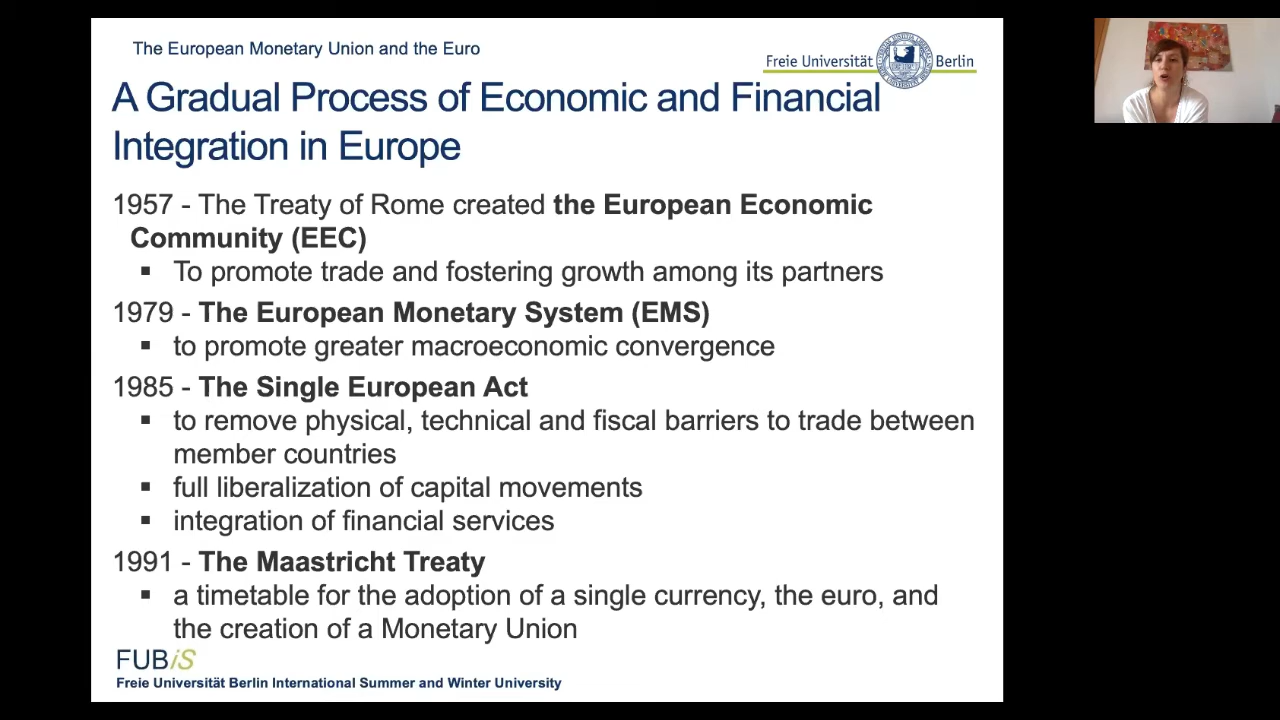 The European Monetary Union and the Euro
Freie Universität Berlin
A Gradual Process of Economic and Financial
Integration in Europe
1957 - The Treaty of Rome created the European Economic
Community (EEC)
▪ To promote trade and fostering growth among its partners
1979 - The European Monetary System (EMS)
▪ to promote greater macroeconomic convergence
1985 - The Single European Act
▪ to remove physical, technical and fiscal barriers to trade between
member countries
▪ full liberalization of capital movements
▪ integration of financial services
1991 - The Maastricht Treaty
▪ a timetable for the adoption of a single currency, the euro, and
the creation of a Monetary Union
FUBiS
Freie Universität Berlin International Summer and Winter University